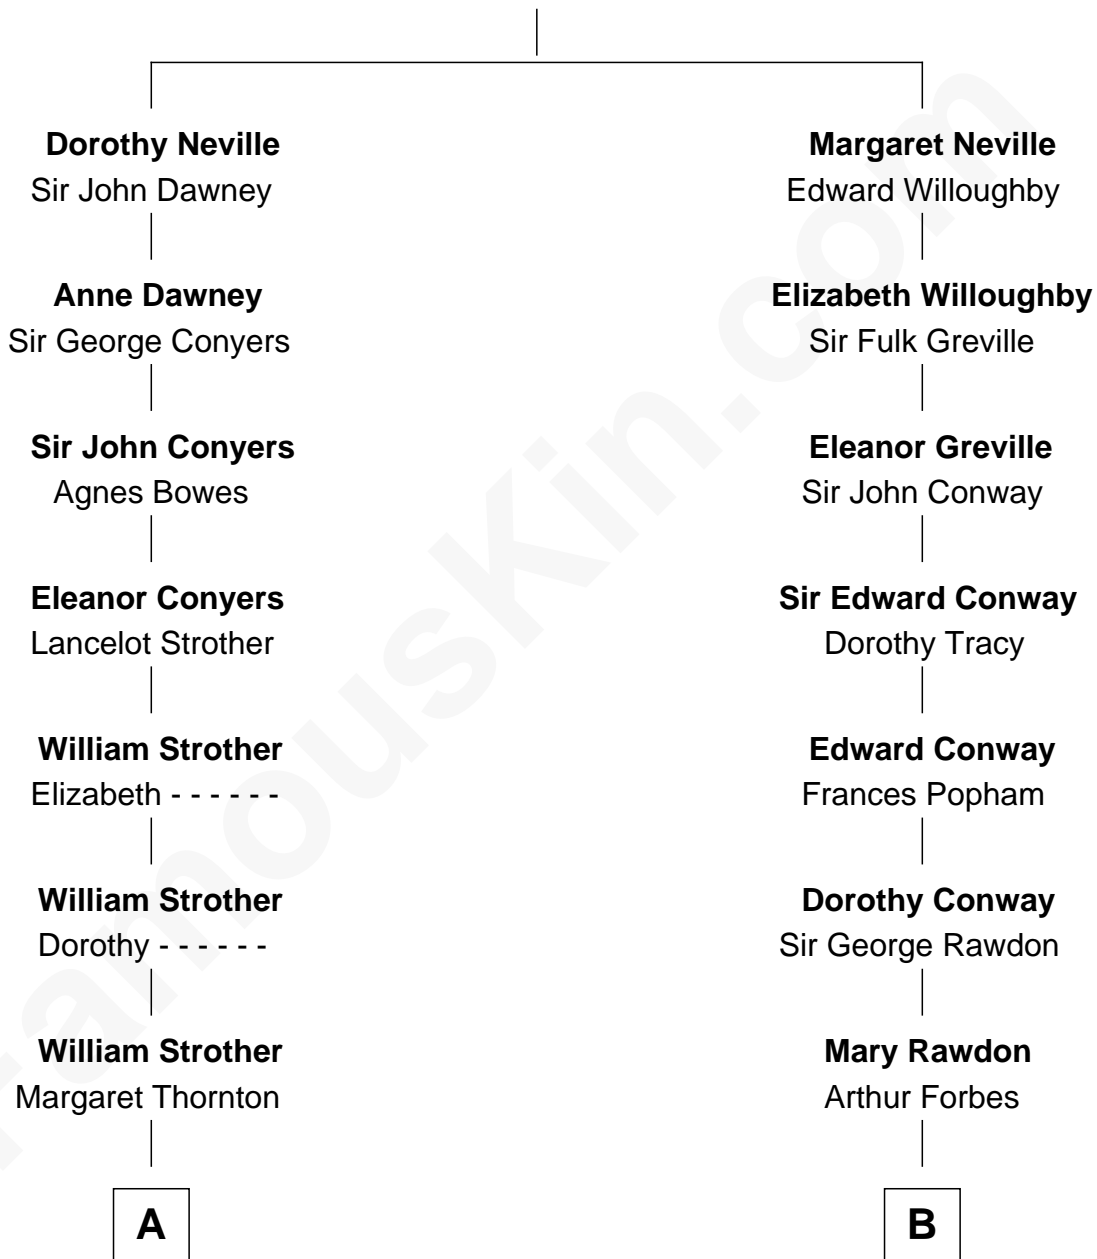 Dorothy Neville
Sir John Dawney
Margaret Neville
Edward Willoughby
Anne Dawney
Sir George Conyers
Elizabeth Willoughby
Sir Fulk Greville
Sir John Conyers
Agnes Bowes
Eleanor Greville
Sir John Conway
Eleanor Conyers
Lancelot Strother
Sir Edward Conway
Dorothy Tracy
William Strother
Elizabeth - - - - - -
Edward Conway
Frances Popham
William Strother
Dorothy - - - - - -
Dorothy Conway
Sir George Rawdon
William Strother
Margaret Thornton
Mary Rawdon
Arthur Forbes
A
B
FamousKin.com